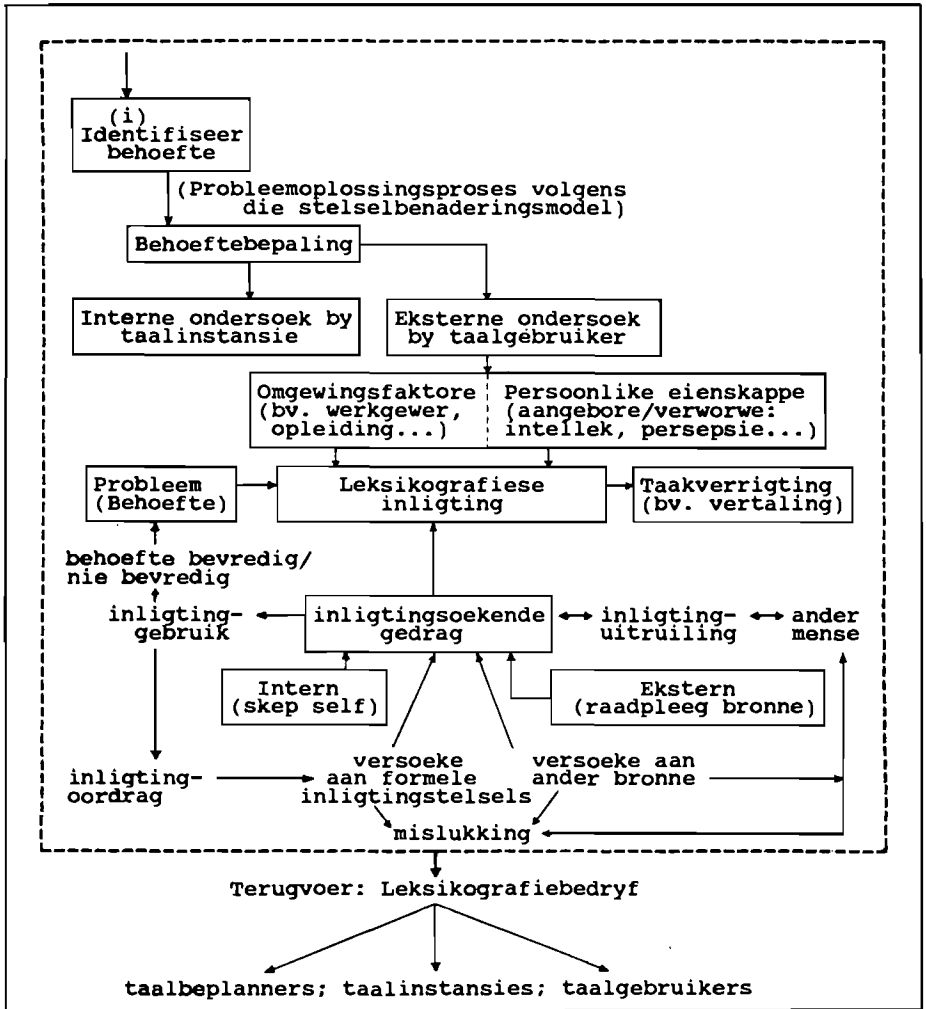 (i)
Identifiseer
behoefte
(Probleemoplossingsproses volgens
die stelselbenaderingsmodel)
Behoeftebepaling
Interne ondersoek by
taalinstansie
Eksterne ondersoek
by taalgebruiker
Omgewingsfaktore
(bv. werkgewer,
opleiding...)
Persoonlike eienskappe
(aangebore/verworwe:
intellek, persepsie...)
Probleem
(Behoefte)
Leksikografiese
inligting
Taakverrigting
(bv. vertaling)
behoefte bevredig/
nie bevredig
inligting-
gebruik
inligtingsoekende
gedrag
inligting-
uitruiling
ander
mense
Intern
(skep self)
Ekstern
(raadpleeg bronne)
inligting-
oordrag
versoeke
aan formele
inligtingstelsels
versoeke aan
ander bronne
mislukking
Terugvoer: Leksikografiebedryf
taalbeplanners; taalinstansies; taalgebruikers